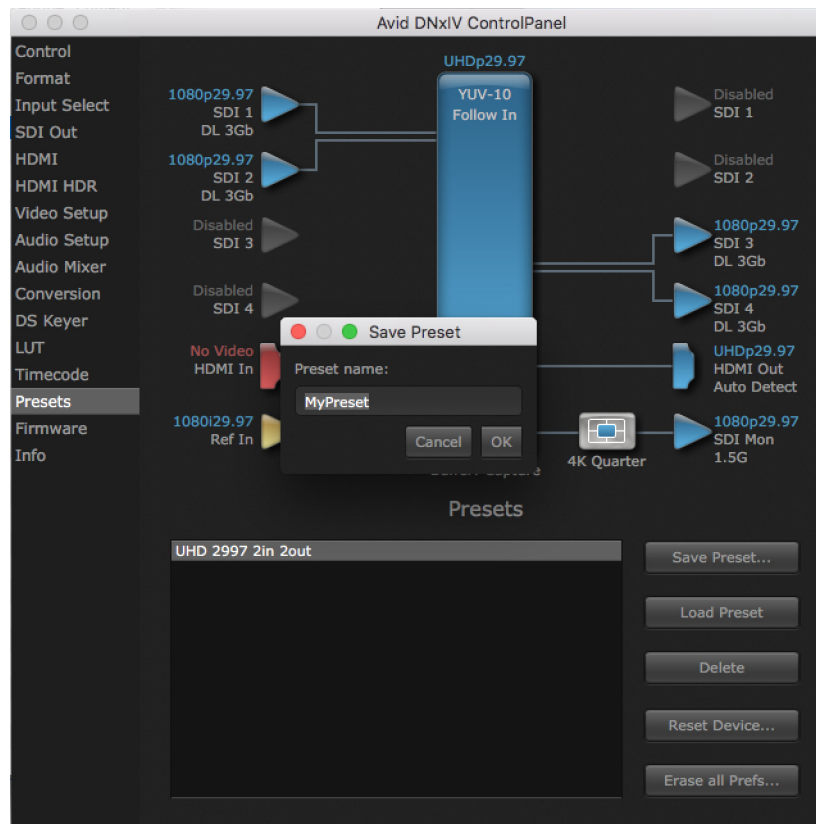 Avid DNxIV ControlPanel
Control
Format
Input Select
SDI Out
HDMI
HDMI HDR
Video Setup
Audio Setup
Audio Mixer
Conversion
DS Keyer
LUT
Timecode
Presets
Firmware
Info
UHDp29.97
YUV-10
Follow In
1080p29.97
SDI 1
DL 3Gb
1080p29.97
SDI 2
DL 3Gb
Disabled
SDI 3
Disabled
SDI 4
No Video
HDMI In
1080i29.97
Ref In
Disabled
SDI 1
Disabled
SDI 2
1080p29.97
SDI 3
DL 3Gb
1080p29.97
SDI 4
DL 3Gb
UHDp29.97
HDMI Out
Auto Detect
1080p29.97
SDI Mon
1.5G
4K Quarter
Save Preset
Preset name:
MyPreset
Cancel
OK
Presets
UHD 2997 2in 2out
Save Preset...
Load Preset
Delete
Reset Device...
Erase all Prefs...